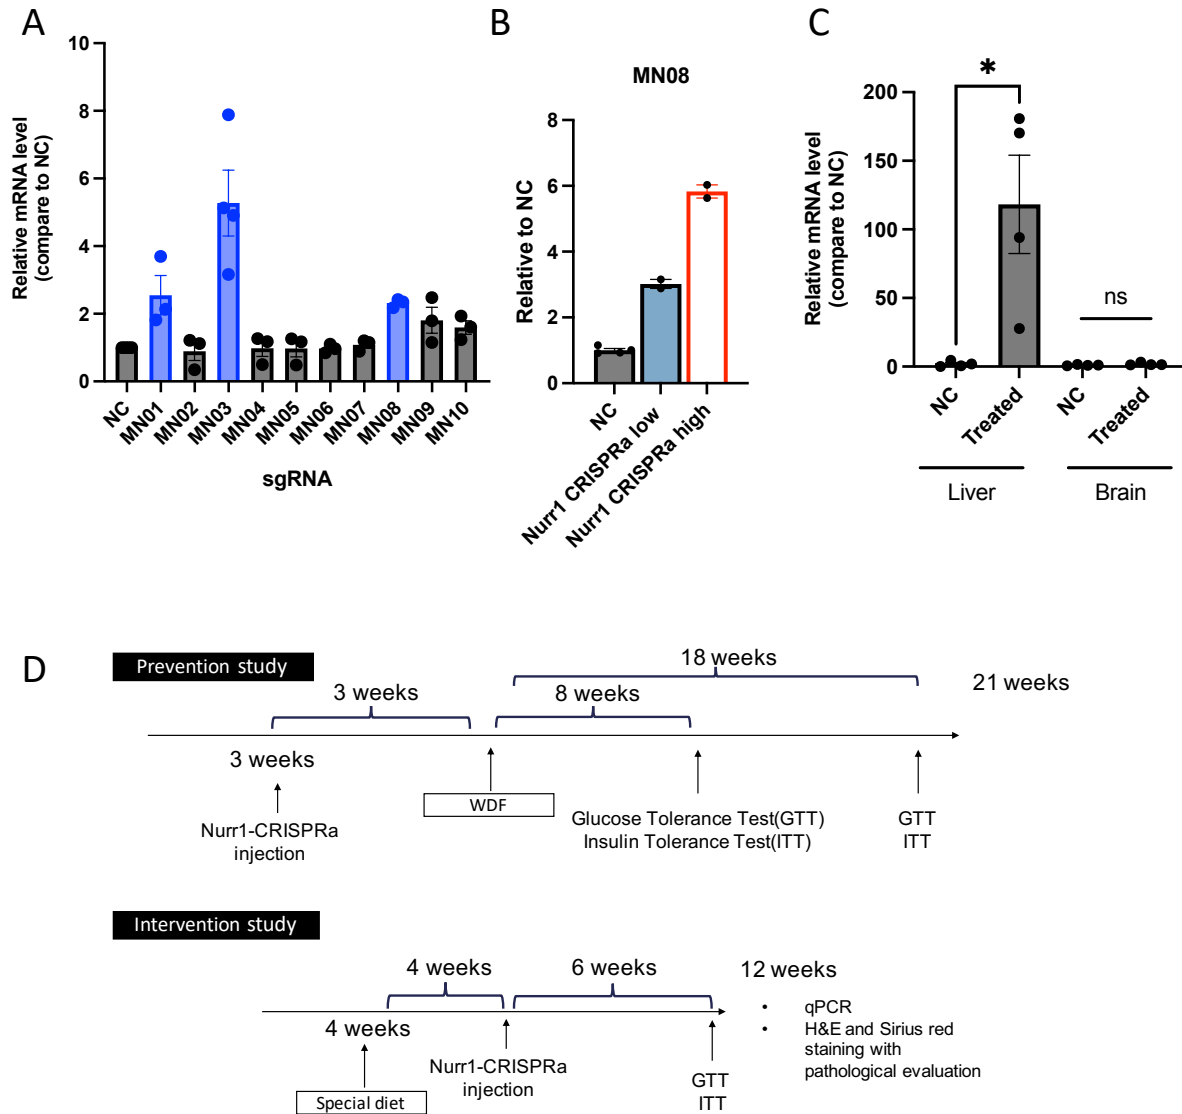 A
Relative mRNA level
(compare to NC)
10
8
6
4
2
0
NC
MN01
MN02
MN03
MN04
MN05
MN06
MN07
MN08
MN09
MN10
sgRNA
B
MN08
Relative to NC
8
6
4
2
0
NC
Nurr1 CRISPRa low
Nurr1 CRISPRa high
C
Relative mRNA level
(compare to NC)
200
150
100
50
0
*
ns
NC
Treated
NC
Treated
Liver
Brain
D
Prevention study
18 weeks
21 weeks
3 weeks
8 weeks
3 weeks
WDF
Nurr1-CRISPRa
injection
Glucose Tolerance Test(GTT)
Insulin Tolerance Test(ITT)
GTT
ITT
Intervention study
4 weeks
6 weeks
12 weeks
• qPCR
• H&E and Sirius red
staining with
pathological evaluation
4 weeks
Nurr1-CRISPRa
injection
GTT
ITT
Special diet